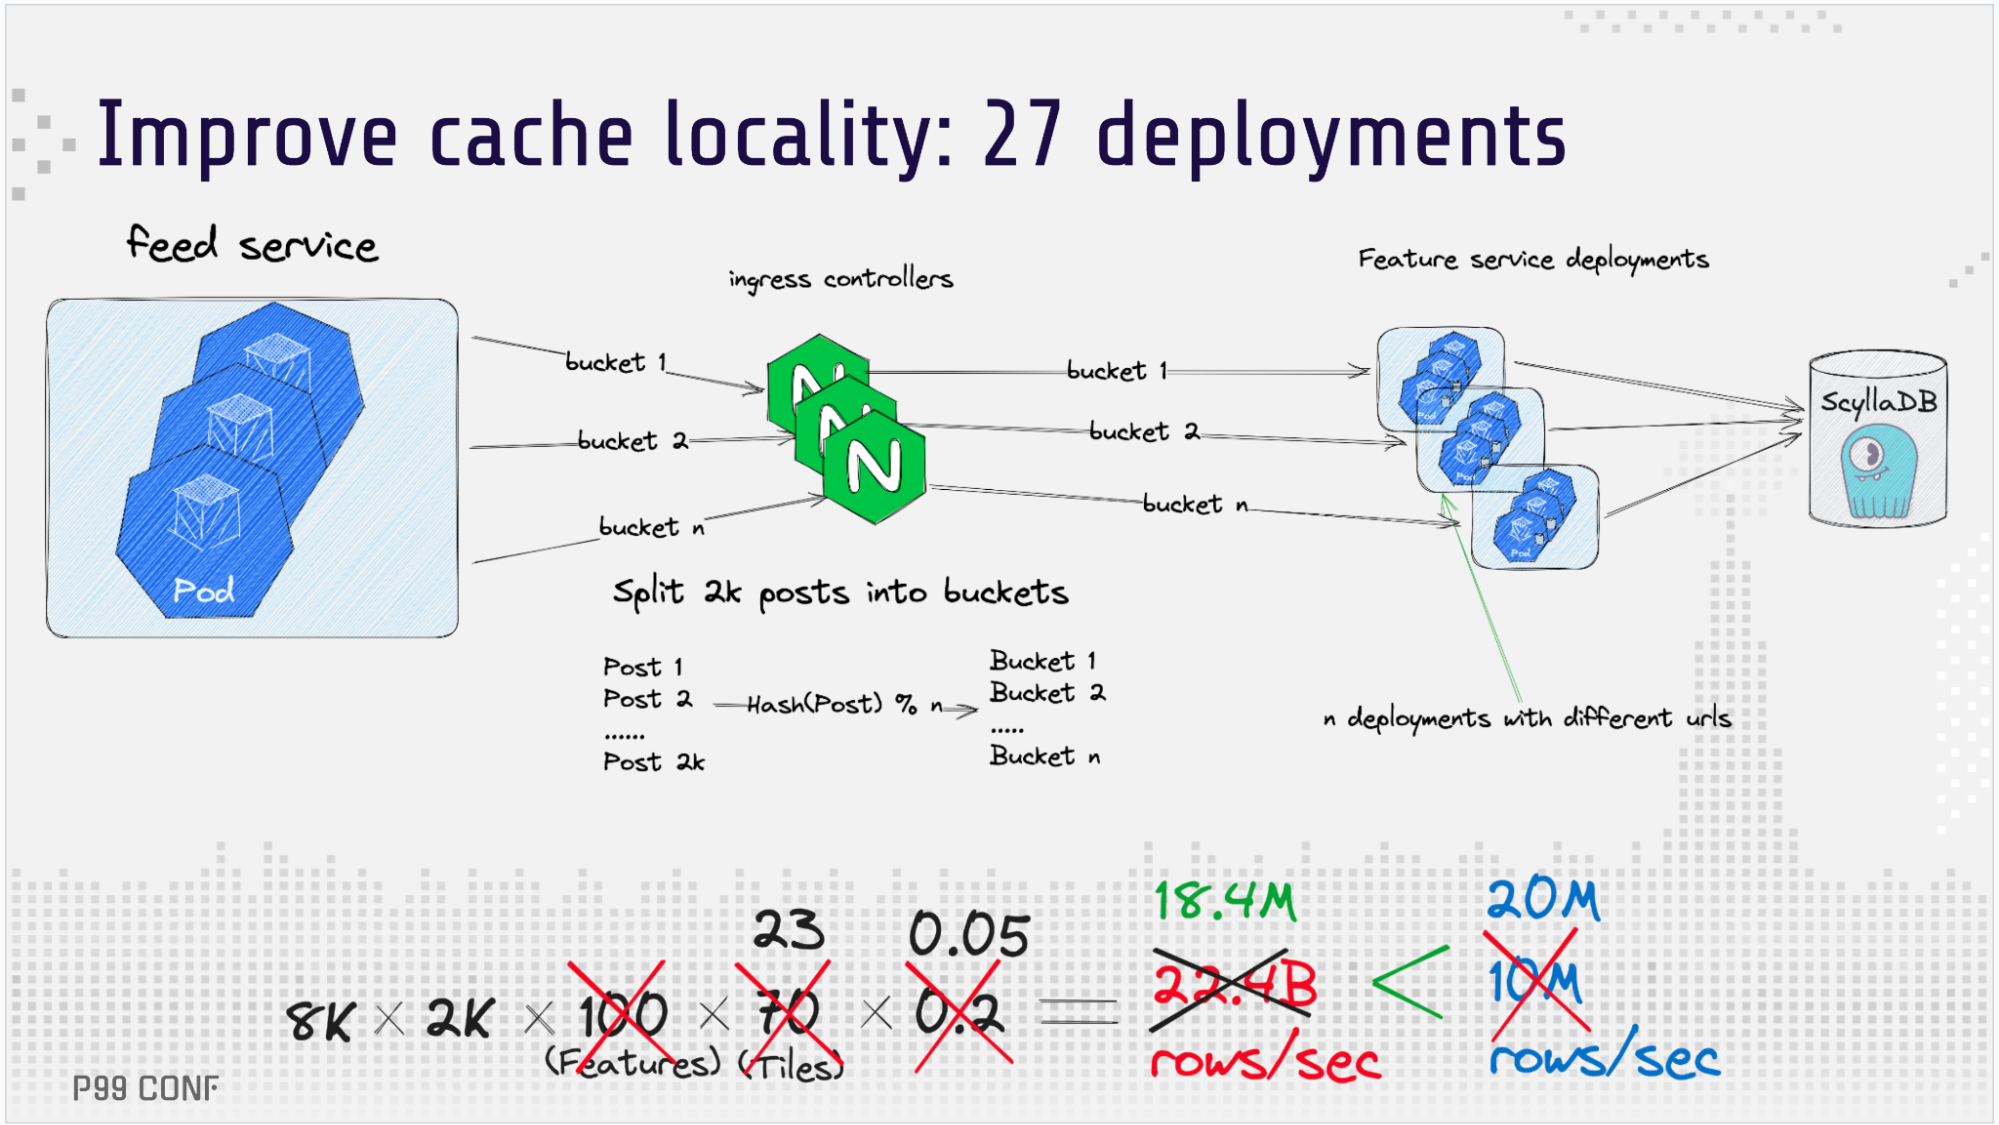 Improve cache locality: 27 deployments
feed service
ingress controllers
Feature service deployments
bucket 1
bucket 1
bucket 2
bucket 2
bucket n
bucket n
N
N
N
Pod
Pod
Pod
Pod
ScyllaDB
Split 2k posts into buckets
Post 1
Post 2
......
Post 2k
Hash(Post) % n
Bucket 1
Bucket 2
.....
Bucket n
n deployments with different urls
23
0.05
18.4M
20M
8K × 2K × 100 × 70 × 0.2 = 22.4B < 10M
(Features) (Tiles)
rows/sec
rows/sec
P99 CONF